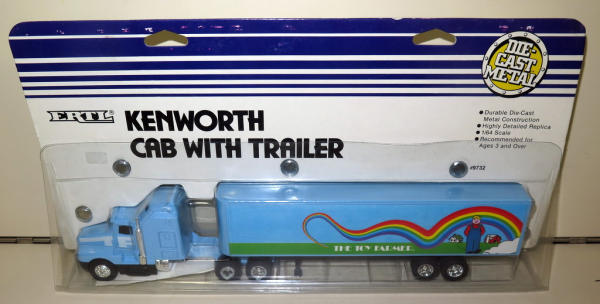 DIE-
CAST
METAL
ERTL
KENWORTH
CAB WITH TRAILER
• Durable Die-Cast
Metal Construction
• Highly Detailed Replica
• 1/64 Scale
• Recommended for
Ages 3 and Over
#9732
THE TOY FARMER